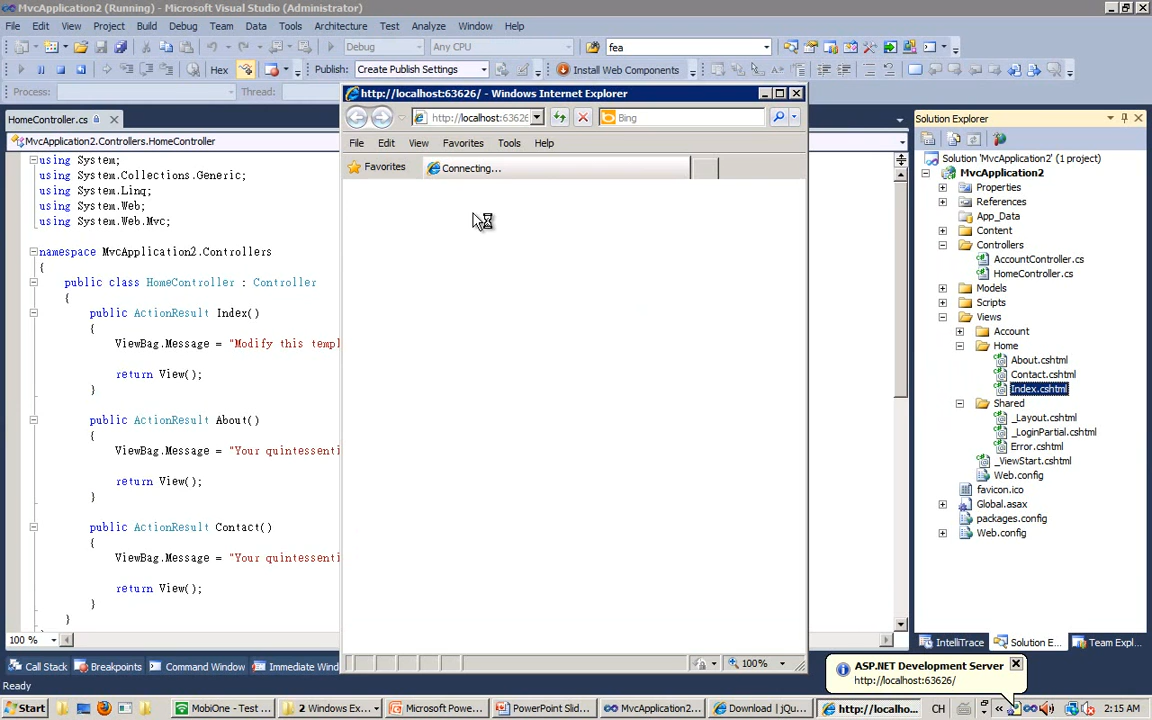 MvcApplication2 (Running) - Microsoft Visual Studio (Administrator)
File Edit View Project Build Debug Team Data Tools Architecture Test Analyze Window Help
Debug Any CPU fea
Hex Publish: Create Publish Settings Install Web Components
Process: Thread:
HomeController.cs
MvcApplication2.Controllers.HomeController
using System;
using System.Collections.Generic;
using System.Linq;
using System.Web;
using System.Web.Mvc;
namespace MvcApplication2.Controllers
{
public class HomeController : Controller
{
public ActionResult Index()
{
ViewBag.Message = "Modify this templ
return View();
}
public ActionResult About()
{
ViewBag.Message = "Your quintessenti
return View();
}
public ActionResult Contact()
{
ViewBag.Message = "Your quintessenti
return View();
}
}
100 %
http://localhost:63626/ - Windows Internet Explorer
http://localhost:63626 Bing
File Edit View Favorites Tools Help
Favorites Connecting...
100%
Solution Explorer
Solution 'MvcApplication2' (1 project)
MvcApplication2
Properties
References
App_Data
Content
Controllers
AccountController.cs
HomeController.cs
Models
Scripts
Views
Account
Home
About.cshtml
Contact.cshtml
Index.cshtml
Shared
_Layout.cshtml
_LoginPartial.cshtml
Error.cshtml
_ViewStart.cshtml
Web.config
favicon.ico
Global.asax
packages.config
Web.config
IntelliTrace Solution E... Team Expl...
Call Stack Breakpoints Command Window Immediate Wind
ASP.NET Development Server
http://localhost:63626/
Ready
Start MobiOne - Test ... 2 Windows Ex... Microsoft Powe... PowerPoint Slid... MvcApplication2... Download | jQu... http://localho... CH « 2:15 AM